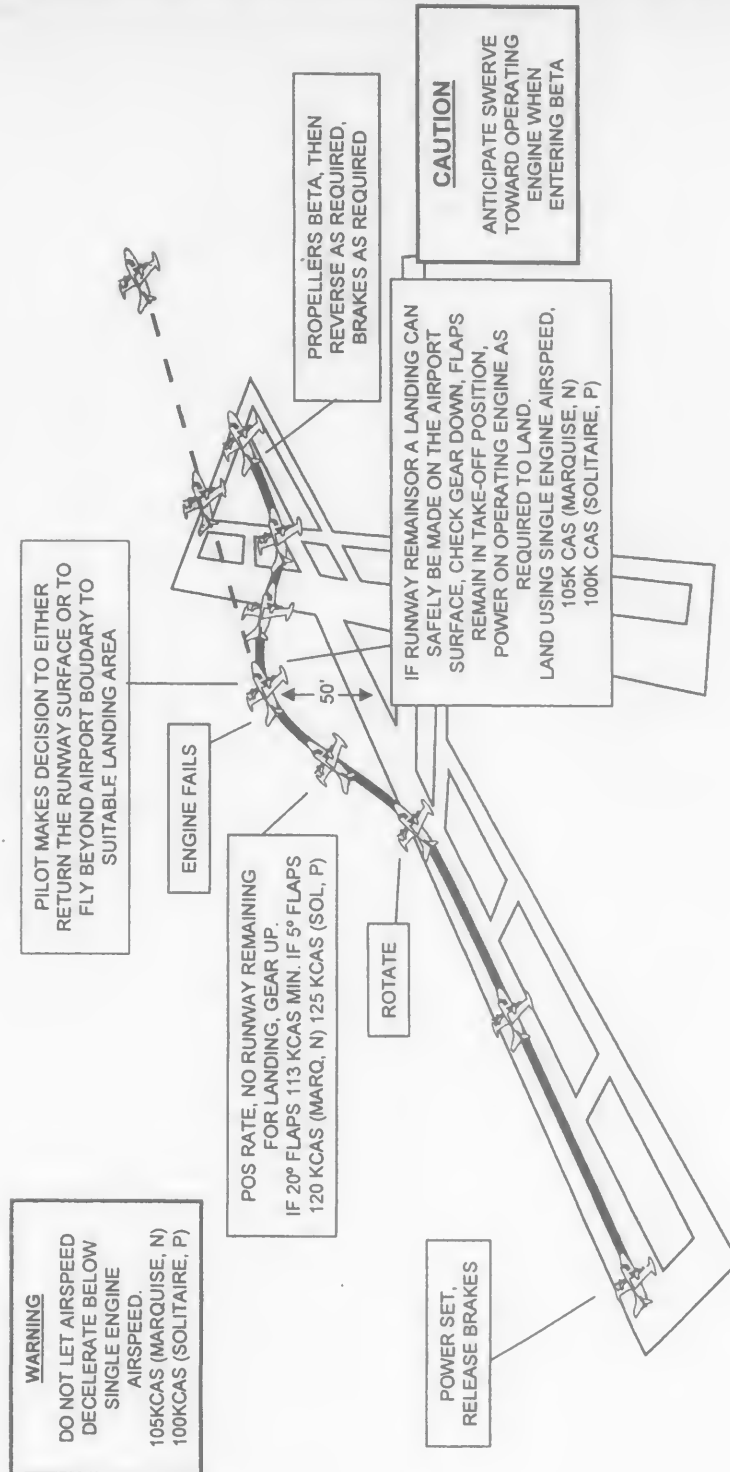 WARNING
DO NOT LET AIRSPEED
DECELERATE BELOW
SINGLE ENGINE
AIRSPEED.
105KCAS (MARQUISE, N)
100KCAS (SOLITAIRE, P)
PILOT MAKES DECISION TO EITHER
RETURN THE RUNWAY SURFACE OR TO
FLY BEYOND AIRPORT BOUDARY TO
SUITABLE LANDING AREA
ENGINE FAILS
POS RATE, NO RUNWAY REMAINING
FOR LANDING, GEAR UP.
IF 20º FLAPS 113 KCAS MIN. IF 5º FLAPS
120 KCAS (MARQ, N) 125 KCAS (SOL, P)
ROTATE
POWER SET,
RELEASE BRAKES
50'
PROPELLERS BETA, THEN
REVERSE AS REQUIRED,
BRAKES AS REQUIRED
IF RUNWAY REMAINSOR A LANDING CAN
SAFELY BE MADE ON THE AIRPORT
SURFACE, CHECK GEAR DOWN, FLAPS
REMAIN IN TAKE-OFF POSITION,
POWER ON OPERATING ENGINE AS
REQUIRED TO LAND.
LAND USING SINGLE ENGINE AIRSPEED,
105K CAS (MARQUISE, N)
100K CAS (SOLITAIRE, P)
CAUTION
ANTICIPATE SWERVE
TOWARD OPERATING
ENGINE WHEN
ENTERING BETA